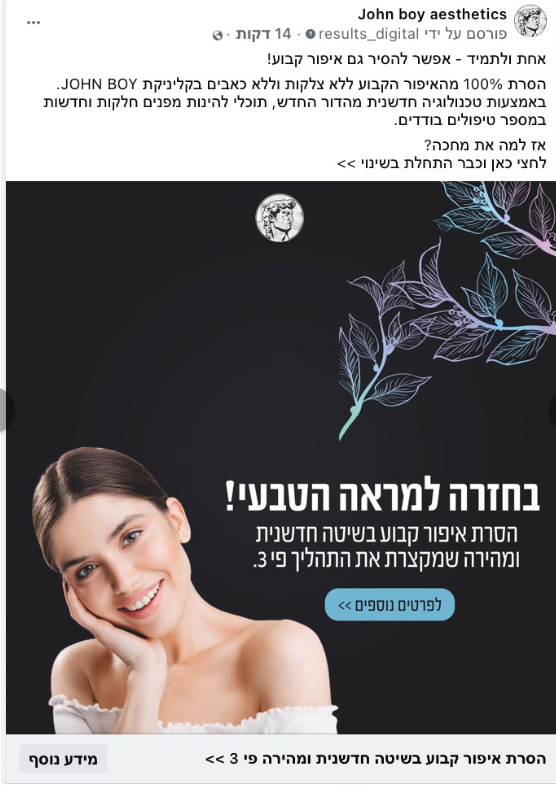 John boy aesthetics
פורסם על ידי results_digital · 14 דקות ·
אחת ולתמיד - אפשר להסיר גם איפור קבוע!
הסרת 100% מהאיפור הקבוע ללא צלקות וללא כאבים בקליניקת JOHN BOY.
באמצעות טכנולוגיה חדשנית מהדור החדש, תוכלי להינות מפנים חלקות וחדשות
במספר טיפולים בודדים.
אז למה את מחכה?
לחצי כאן וכבר התחלת בשינוי >>
בחזרה למראה הטבעי!
הסרת איפור קבוע בשיטה חדשנית
ומהירה שמקצרת את התהליך פי 3.
לפרטים נוספים >>
הסרת איפור קבוע בשיטה חדשנית ומהירה פי 3 >>
מידע נוסף